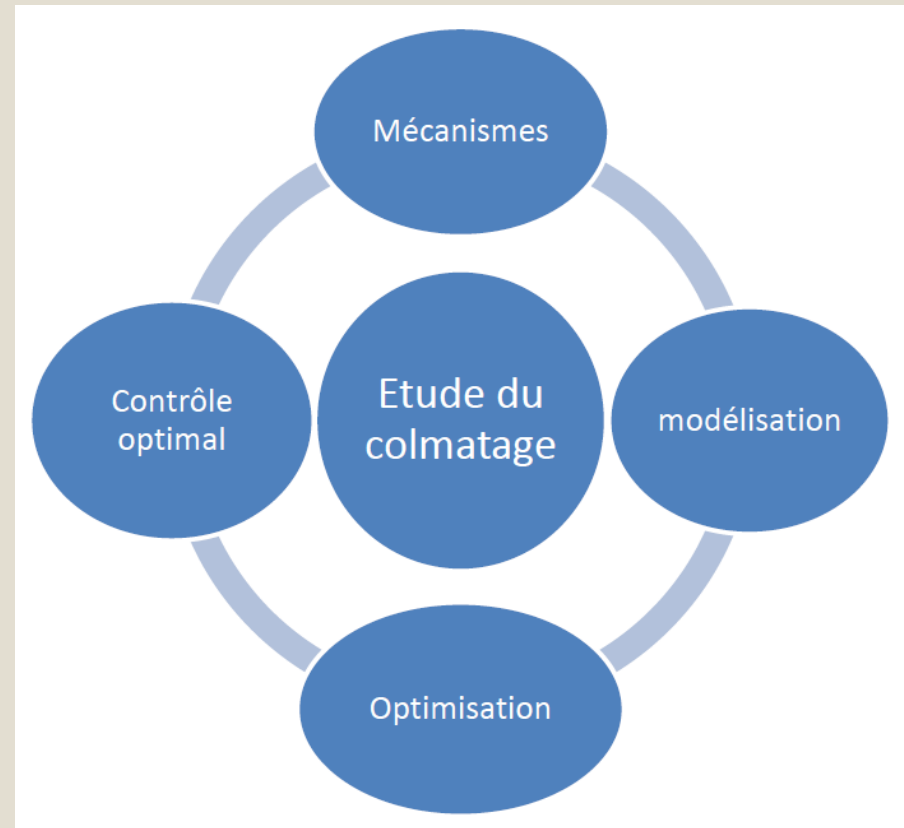 Mécanismes
Etude du
colmatage
Contrôle
optimal
modélisation
Optimisation